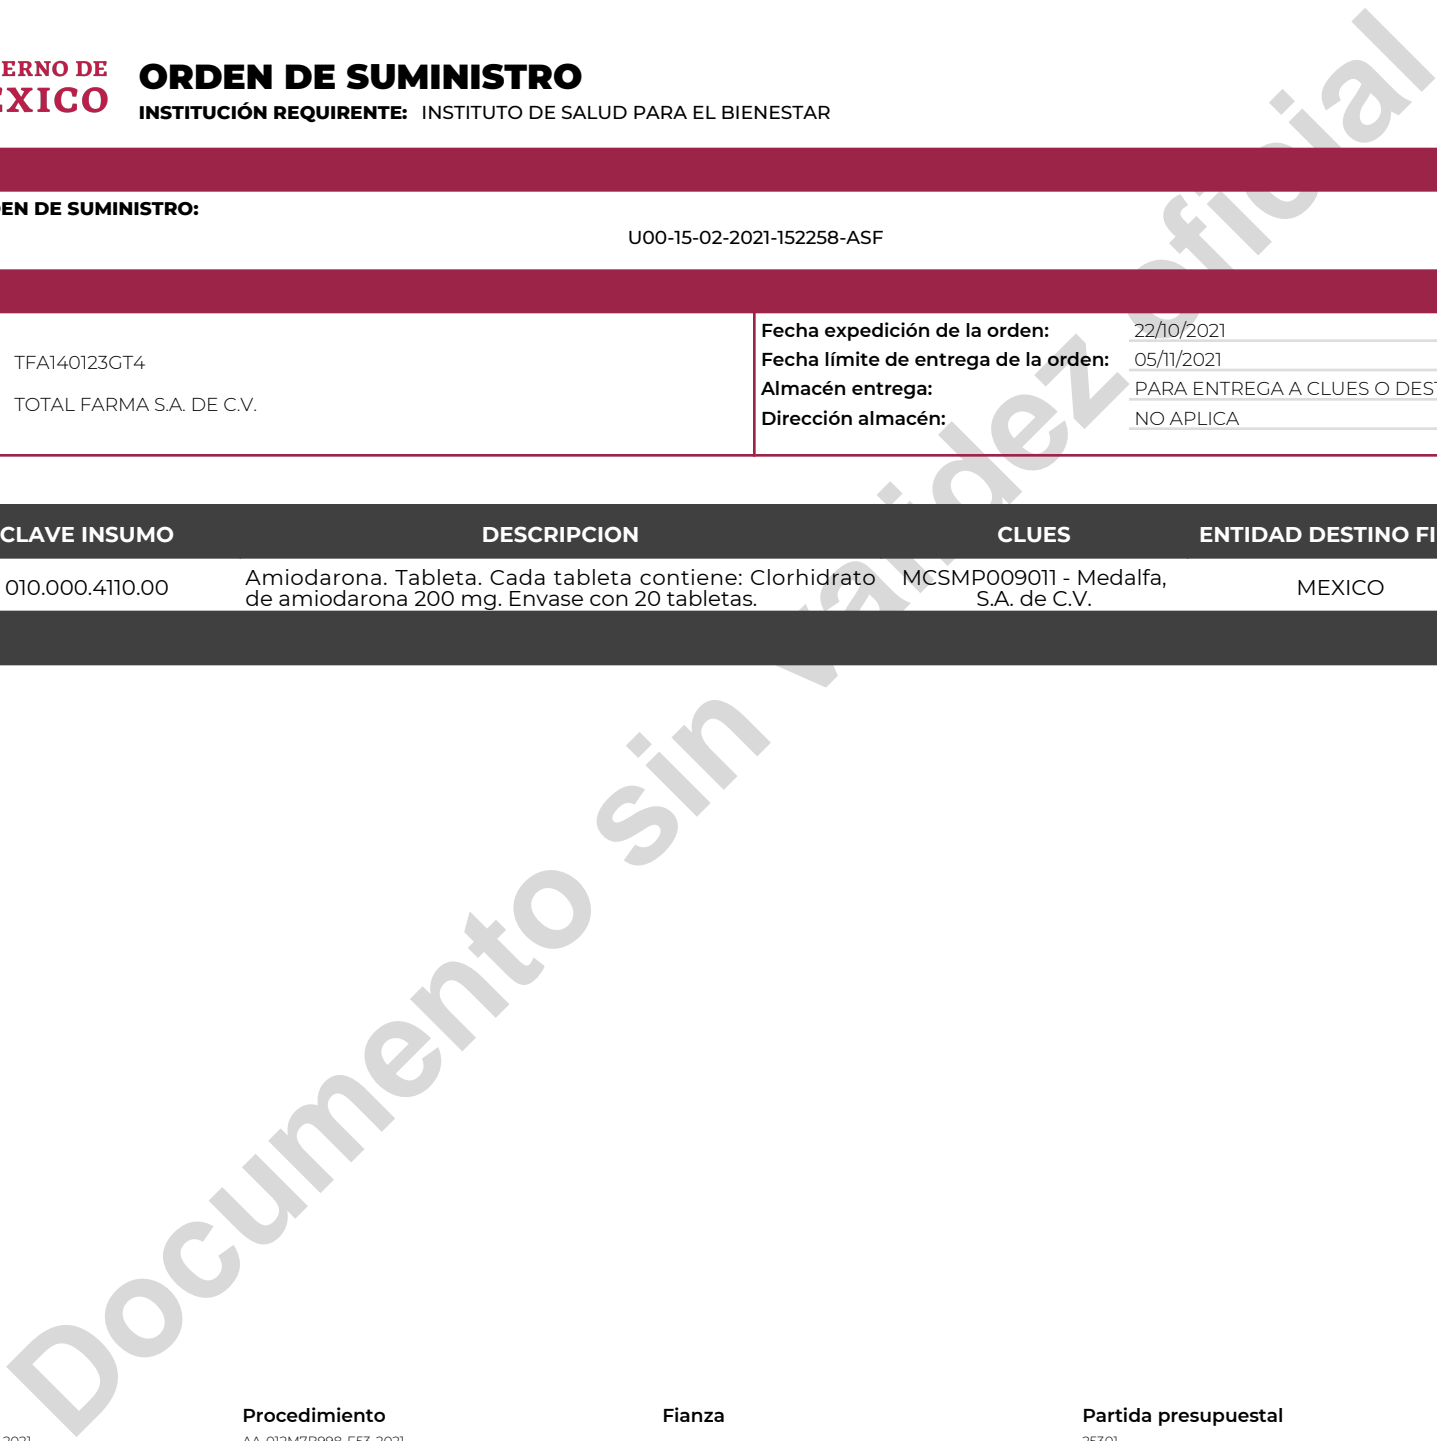 ERNO DE
EXICO
ORDEN DE SUMINISTRO
INSTITUCIÓN REQUIRENTE: INSTITUTO DE SALUD PARA EL BIENESTAR
EN DE SUMINISTRO:
U00-15-02-2021-152258-ASF
TFA140123GT4
TOTAL FARMA S.A. DE C.V.
Fecha expedición de la orden: 22/10/2021
Fecha límite de entrega de la orden: 05/11/2021
Almacén entrega: PARA ENTREGA A CLUES O DEST
Dirección almacén: NO APLICA
CLAVE INSUMO DESCRIPCION CLUES ENTIDAD DESTINO FI
010.000.4110.00
Amiodarona. Tableta. Cada tableta contiene: Clorhidrato
de amiodarona 200 mg. Envase con 20 tabletas.
MCSMP009011 - Medalfa,
S.A. de C.V.
MEXICO
Documento sin validez oficial
Procedimiento Fianza Partida presupuestal